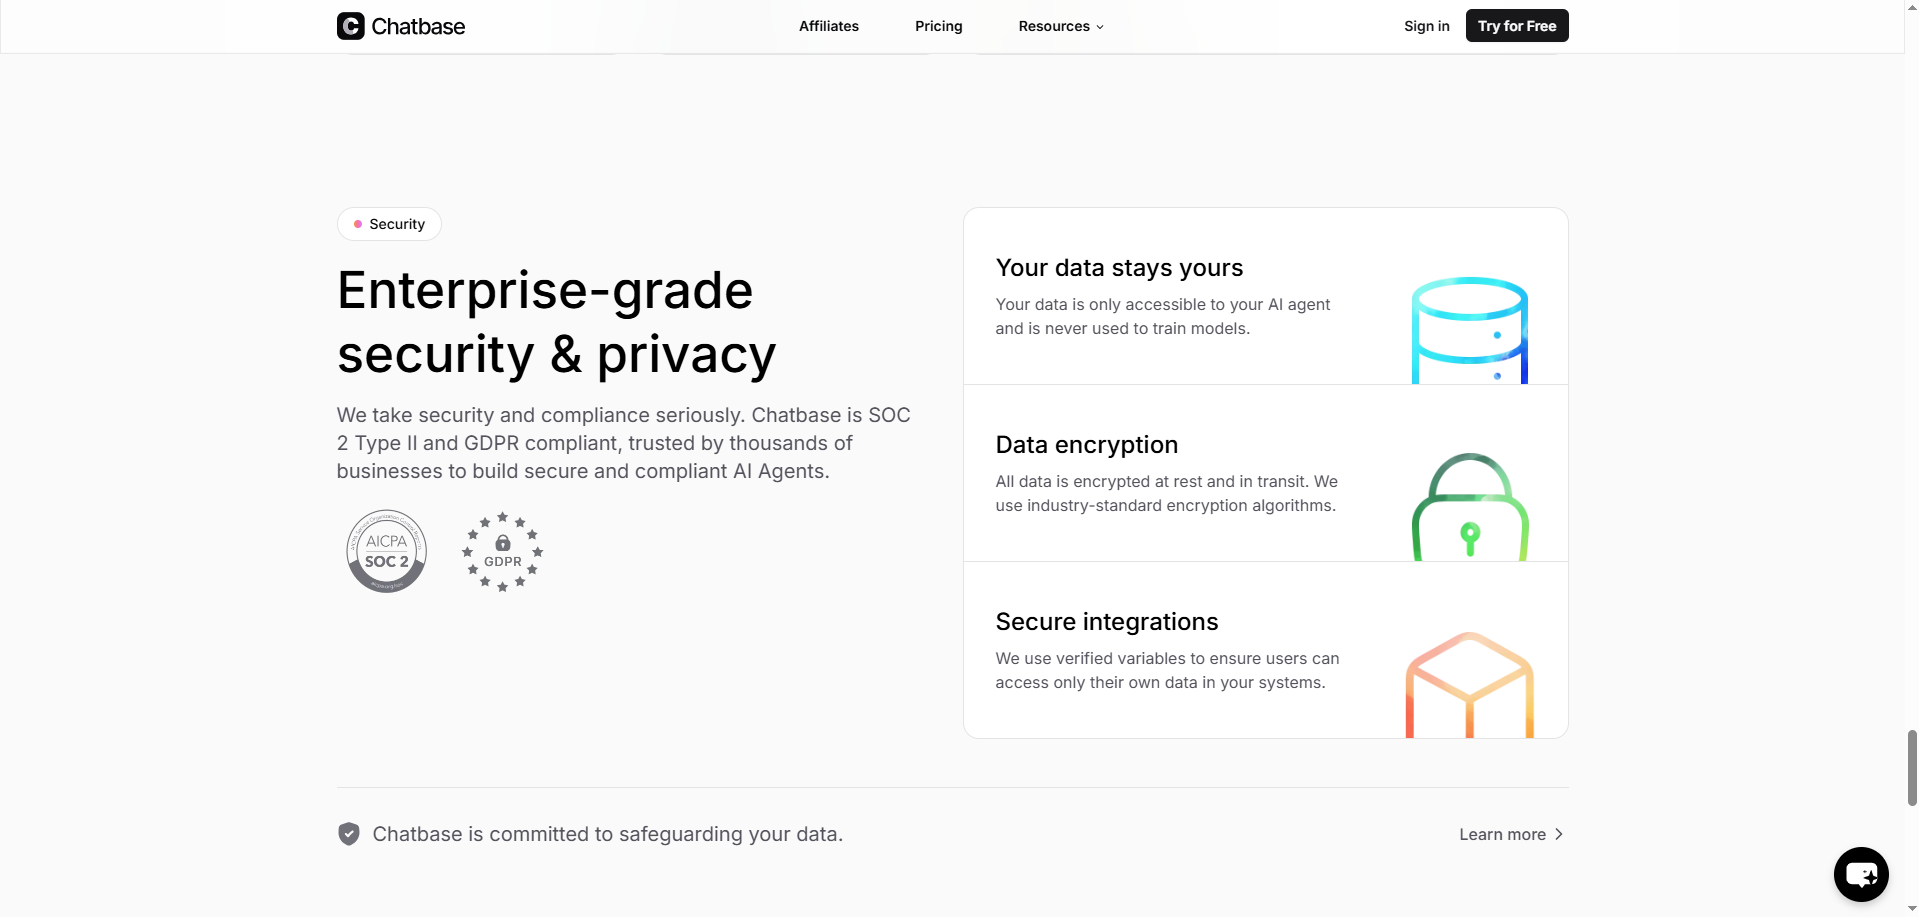 Chatbase
Affiliates
Pricing
Resources
Sign in
Try for Free
Security
Enterprise-grade
security & privacy
We take security and compliance seriously. Chatbase is SOC
2 Type II and GDPR compliant, trusted by thousands of
businesses to build secure and compliant AI Agents.
AICPA
SOC 2
GDPR
Your data stays yours
Your data is only accessible to your AI agent
and is never used to train models.
Data encryption
All data is encrypted at rest and in transit. We
use industry-standard encryption algorithms.
Secure integrations
We use verified variables to ensure users can
access only their own data in your systems.
Chatbase is committed to safeguarding your data.
Learn more